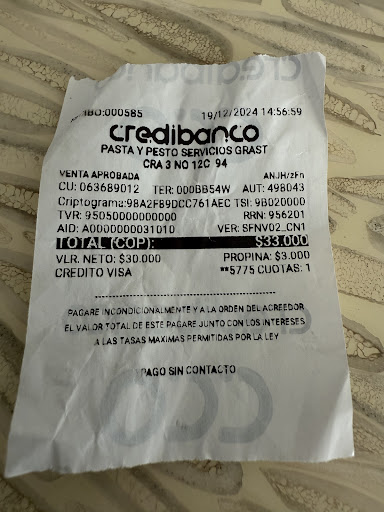 IBO:000585 19/12/2024 14:56:59
credibanco
PASTA Y PESTO SERVICIOS GRAST
CRA 3 NO 12C 94
VENTA APROBADA ANJH/zFn
CU: 063689012 TER: 000BB54W AUT: 498043
Criptograma:98A2F89DCC761AEC TSI: 9B020000
TVR: 95050000000000 RRN: 956201
AID: A0000000031010 VER: SFNV02_CN1
TOTAL (COP): $33.000
VLR. NETO: $30.000 PROPINA: $3.000
CREDITO VISA **5775 CUOTAS: 1
PAGARE INCONDICIONALMENTE Y A LA ORDEN DEL ACREEDOR
EL VALOR TOTAL DE ESTE PAGARE JUNTO CON LOS INTERESES
A LAS TASAS MAXIMAS PERMITIDAS POR LA LEY
PAGO SIN CONTACTO